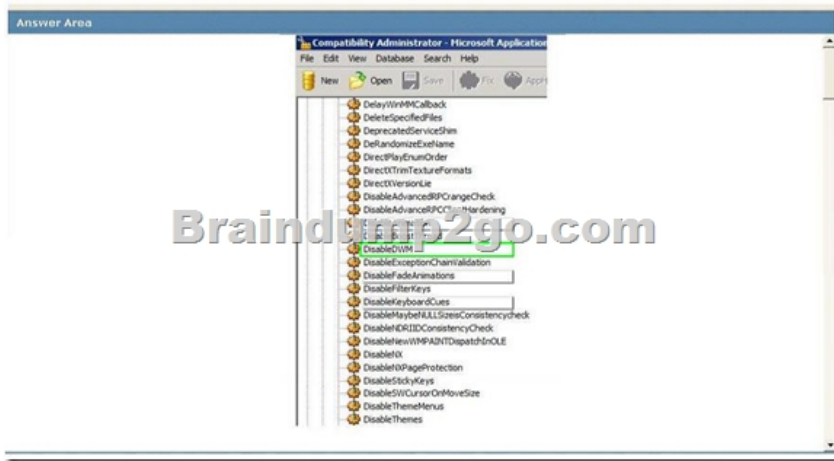 Answer Area
Compatibility Administrator - Microsoft Application
File Edit View Database Search Help
New Open Save Fix
DelayWinMMCallback
DeleteSpecifiedFiles
DeprecatedServiceShim
DeRandomizeExeName
DirectPlayEnumOrder
DirectXTrimTextureFormats
DirectXVersionLie
DisableAdvancedRPCrangeCheck
DisableAdvanceRPCClientHardening
Braindump2go.com
DisableDWM
DisableExceptionChainValidation
DisableFadeAnimations
DisableFilterKeys
DisableKeyboardCues
DisableMaybeNULLSizeisConsistencycheck
DisableNDRIIDConsistencyCheck
DisableNewWMPAINTDispatchInOLE
DisableNX
DisableNXPageProtection
DisableStickyKeys
DisableSWCursorOnMoveSize
DisableThemeMenus
DisableThemes